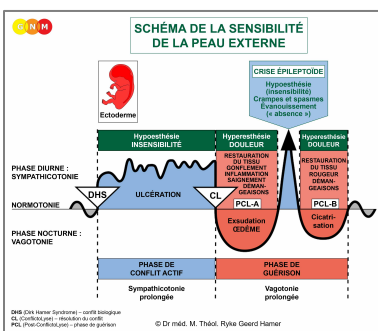 GNM
SCHÉMA DE LA SENSIBILITÉ
DE LA PEAU EXTERNE
Ectoderme
CRISE ÉPILEPTOÏDE
Hypoesthésie
(insensibilité)
Crampes et spasmes
Évanouissement
(« absence »)
Hypoesthésie
INSENSIBILITÉ
Hyperesthésie
DOULEUR
Hyperesthésie
DOULEUR
PHASE DIURNE :
SYMPATHICOTONIE
RESTAURATION
DU TISSU
GONFLEMENT
INFLAMMATION
SAIGNEMENT
DÉMAN-
GEAISONS
RESTAURATION
DU TISSU
ROUGEUR
DÉMAN-
GEAISONS
DHS
ULCÉRATION
CL
PCL-A
PCL-B
NORMOTONIE
Exsudation
ŒDÈME
Cicatri-
sation
PHASE NOCTURNE :
VAGOTONIE
PHASE DE
CONFLIT ACTIF
PHASE DE
GUÉRISON
Sympathicotonie
prolongée
Vagotonie
prolongée
DHS (Dirk Hamer Syndrome) – conflit biologique
CL (ConflictoLyse) – résolution du conflit
PCL (Post-ConflictoLyse) – phase de guérison
© Dr méd. M. Théol. Ryke Geerd Hamer